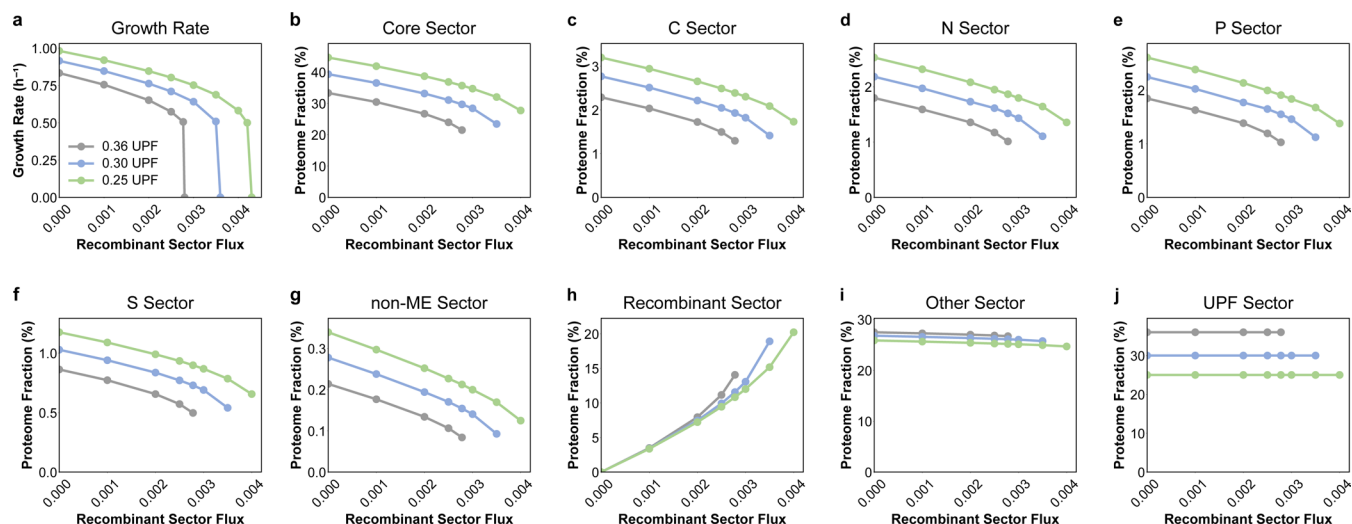 a Growth Rate
Growth Rate (h⁻¹)
1.00
0.75
0.50
0.25
0.00
0.36 UPF
0.30 UPF
0.25 UPF
0.000 0.001 0.002 0.003 0.004
Recombinant Sector Flux
b Core Sector
Proteome Fraction (%)
40
30
20
10
0
0.000 0.001 0.002 0.003 0.004
Recombinant Sector Flux
c C Sector
Proteome Fraction (%)
3
2
1
0
0.000 0.001 0.002 0.003 0.004
Recombinant Sector Flux
d N Sector
Proteome Fraction (%)
2
1
0
0.000 0.001 0.002 0.003 0.004
Recombinant Sector Flux
e P Sector
Proteome Fraction (%)
2
1
0
0.000 0.001 0.002 0.003 0.004
Recombinant Sector Flux
f S Sector
Proteome Fraction (%)
1.0
0.5
0.0
0.000 0.001 0.002 0.003 0.004
Recombinant Sector Flux
g non-ME Sector
Proteome Fraction (%)
0.3
0.2
0.1
0.0
0.000 0.001 0.002 0.003 0.004
Recombinant Sector Flux
h Recombinant Sector
Proteome Fraction (%)
20
15
10
5
0
0.000 0.001 0.002 0.003 0.004
Recombinant Sector Flux
i Other Sector
Proteome Fraction (%)
30
20
10
0
0.000 0.001 0.002 0.003 0.004
Recombinant Sector Flux
j UPF Sector
Proteome Fraction (%)
30
20
10
0
0.000 0.001 0.002 0.003 0.004
Recombinant Sector Flux